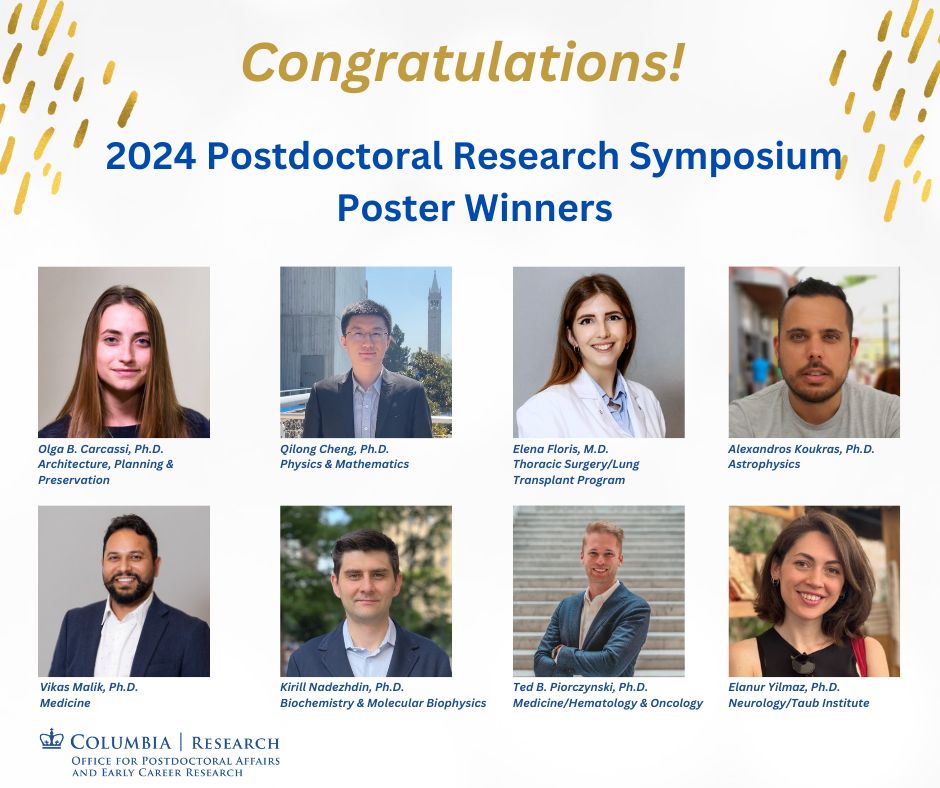 Congratulations!
2024 Postdoctoral Research Symposium
Poster Winners
Olga B. Carcassi, Ph.D.
Architecture, Planning &
Preservation
Qilong Cheng, Ph.D.
Physics & Mathematics
Elena Floris, M.D.
Thoracic Surgery/Lung
Transplant Program
Alexandros Koukras, Ph.D.
Astrophysics
Vikas Malik, Ph.D.
Medicine
Kirill Nadezhdin, Ph.D.
Biochemistry & Molecular Biophysics
Ted B. Piorczynski, Ph.D.
Medicine/Hematology & Oncology
Elanur Yilmaz, Ph.D.
Neurology/Taub Institute
COLUMBIA | RESEARCH
OFFICE FOR POSTDOCTORAL AFFAIRS
AND EARLY CAREER RESEARCH